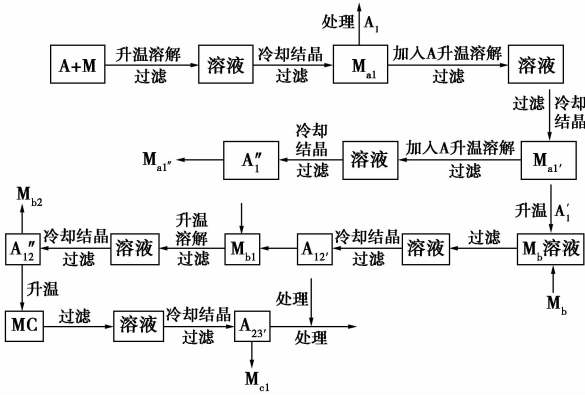 处理 A₁
A+M 升温溶解 过滤 溶液 冷却结晶 过滤 Mₐ₁ 加入A升温溶解 过滤 溶液
过滤 冷却 结晶
Mₐ₁″ A₁″ 冷却 结晶 过滤 溶液 加入A升温溶解 过滤 Mₐ₁′
升温 A₁′
M_b2
A₁₂″ 冷却结晶 过滤 溶液 升温 溶解 过滤 M_b1 A₁₂′ 冷却结晶 过滤 溶液 过滤 M_b溶液
M_b
升温
处理
MC 过滤 溶液 冷却结晶 过滤 A₂₃′ 处理
M_c1